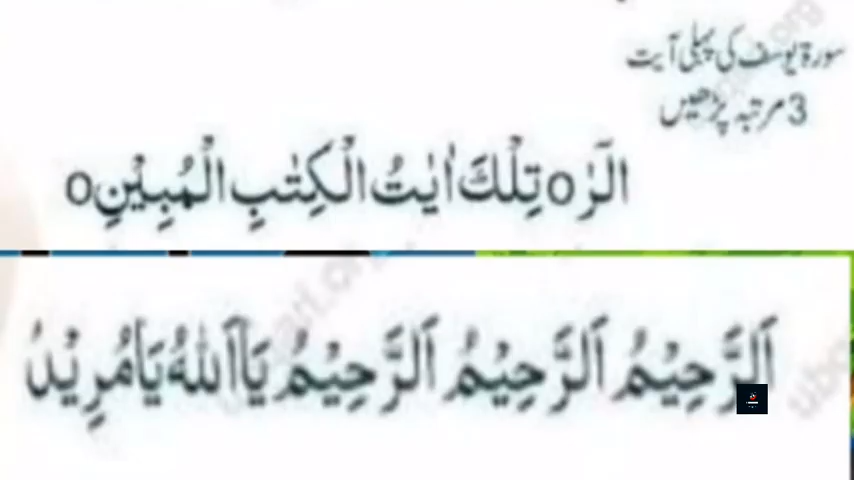 سورۃ یوسف کی پہلی آیت
3 مرتبہ پڑھیں
الٓرٰ o تِلْكَ اٰیٰتُ الْكِتٰبِ الْمُبِیْنِ o
اَلرَّحِيْمُ اَلرَّحِيْمُ اَلرَّحِيْمُ يَآ اَللّٰهُ يَا مُرِيْدُ